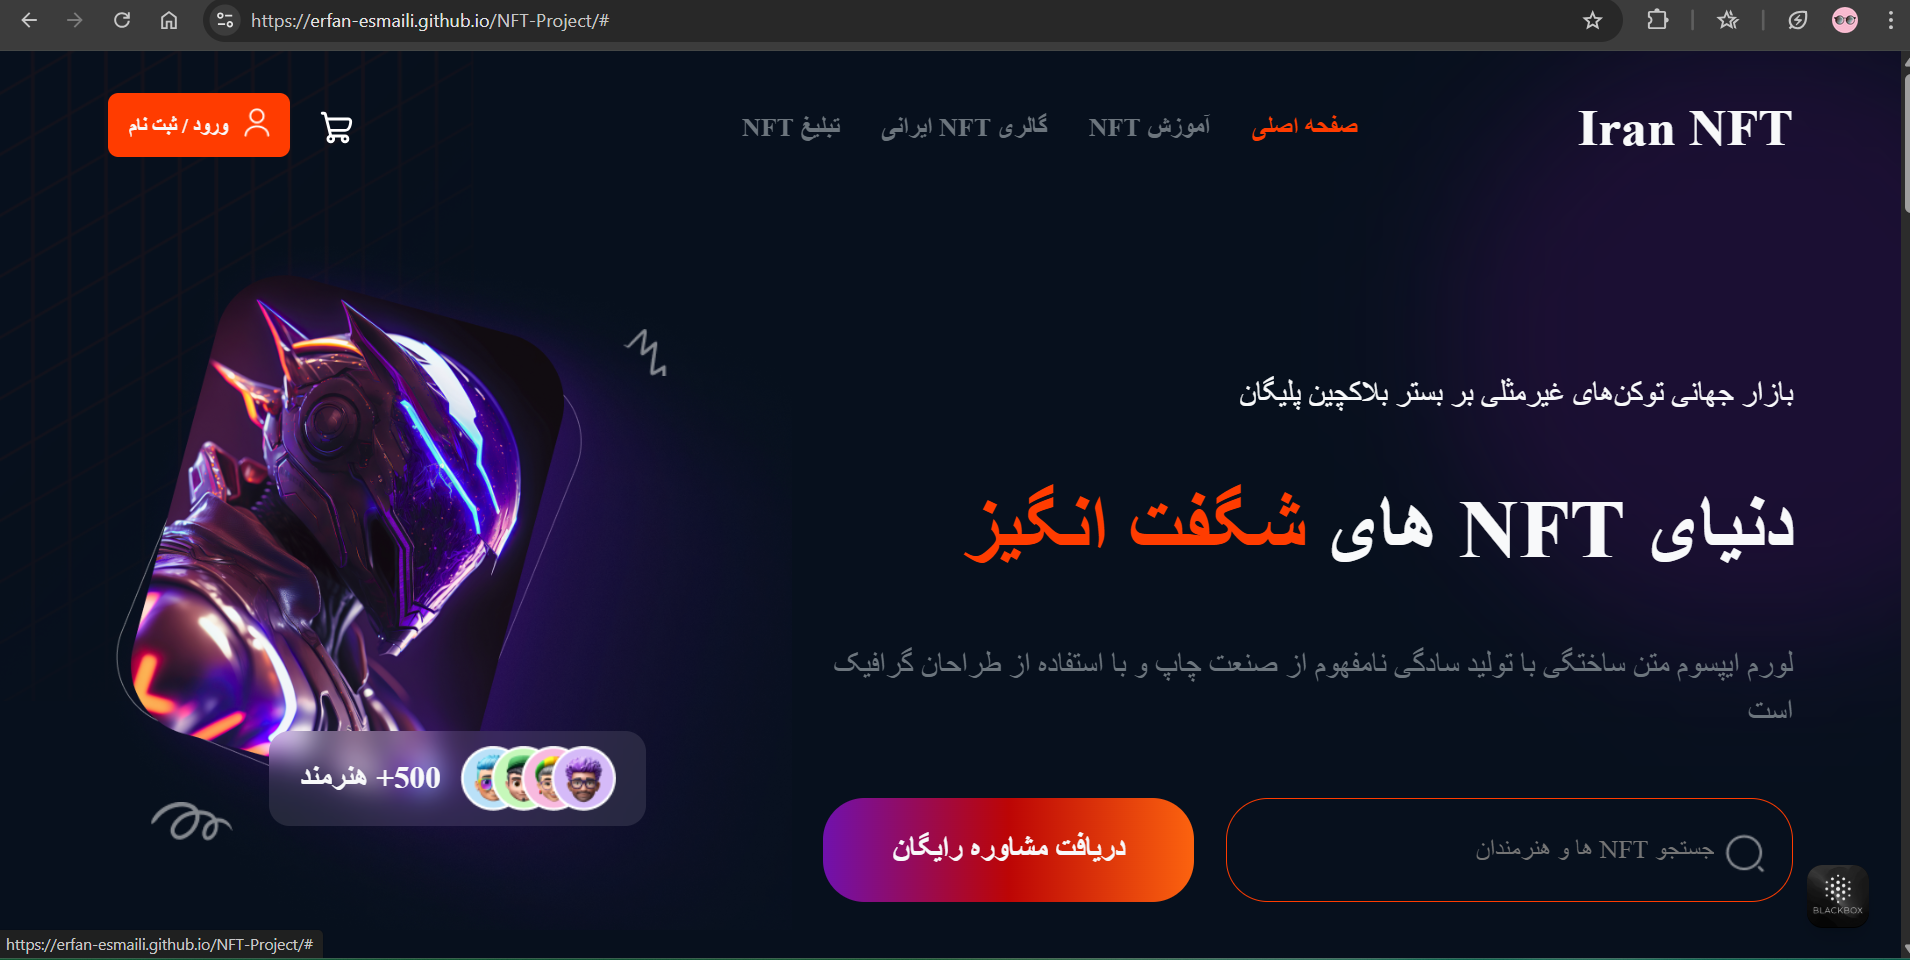 https://erfan-esmaili.github.io/NFT-Project/#
Iran NFT
صفحه اصلی
آموزش NFT
گالری NFT ایرانی
تبلیغ NFT
ورود / ثبت نام
بازار جهانی توکن‌های غیرمثلی بر بستر بلاکچین پلیگان
دنیای NFT های شگفت انگیز
لورم ایپسوم متن ساختگی با تولید سادگی نامفهوم از صنعت چاپ و با استفاده از طراحان گرافیک
است
جستجو NFT ها و هنرمندان
دریافت مشاوره رایگان
500+ هنرمند
BLACKBOX
https://erfan-esmaili.github.io/NFT-Project/#